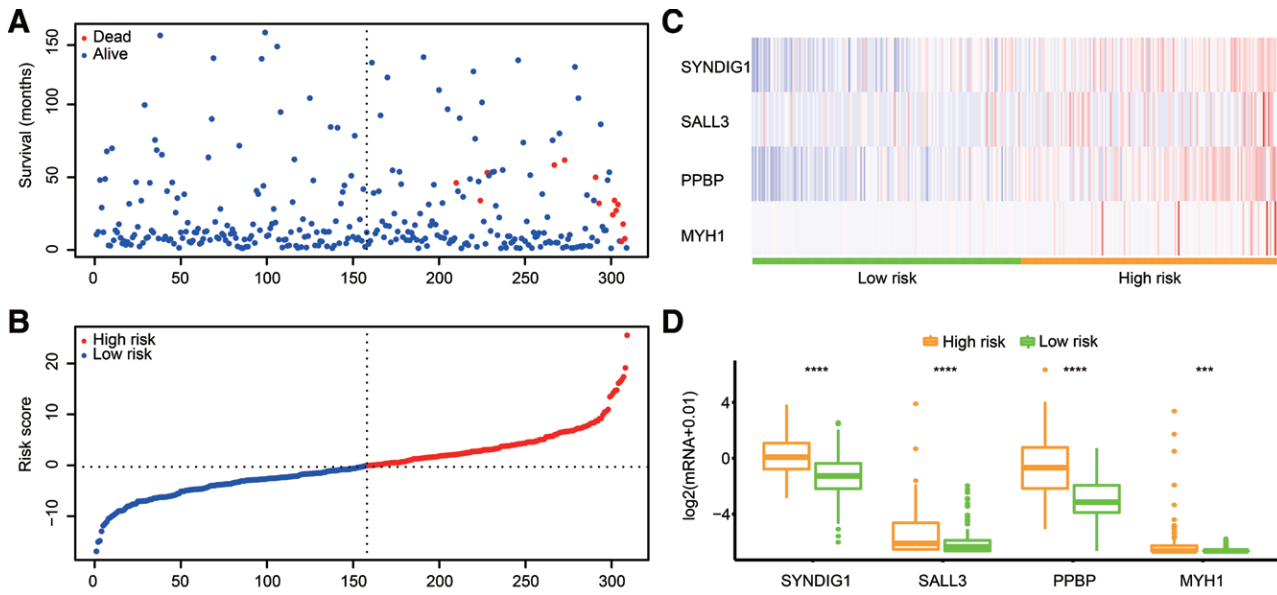 A
Dead
Alive
Survival (months)
150
100
50
0
0 50 100 150 200 250 300
B
High risk
Low risk
Risk score
20
10
0
−10
0 50 100 150 200 250 300
C
SYNDIG1
SALL3
PPBP
MYH1
Low risk High risk
D
High risk Low risk
**** **** **** ***
log2(mRNA+0.01)
4
0
−4
SYNDIG1 SALL3 PPBP MYH1